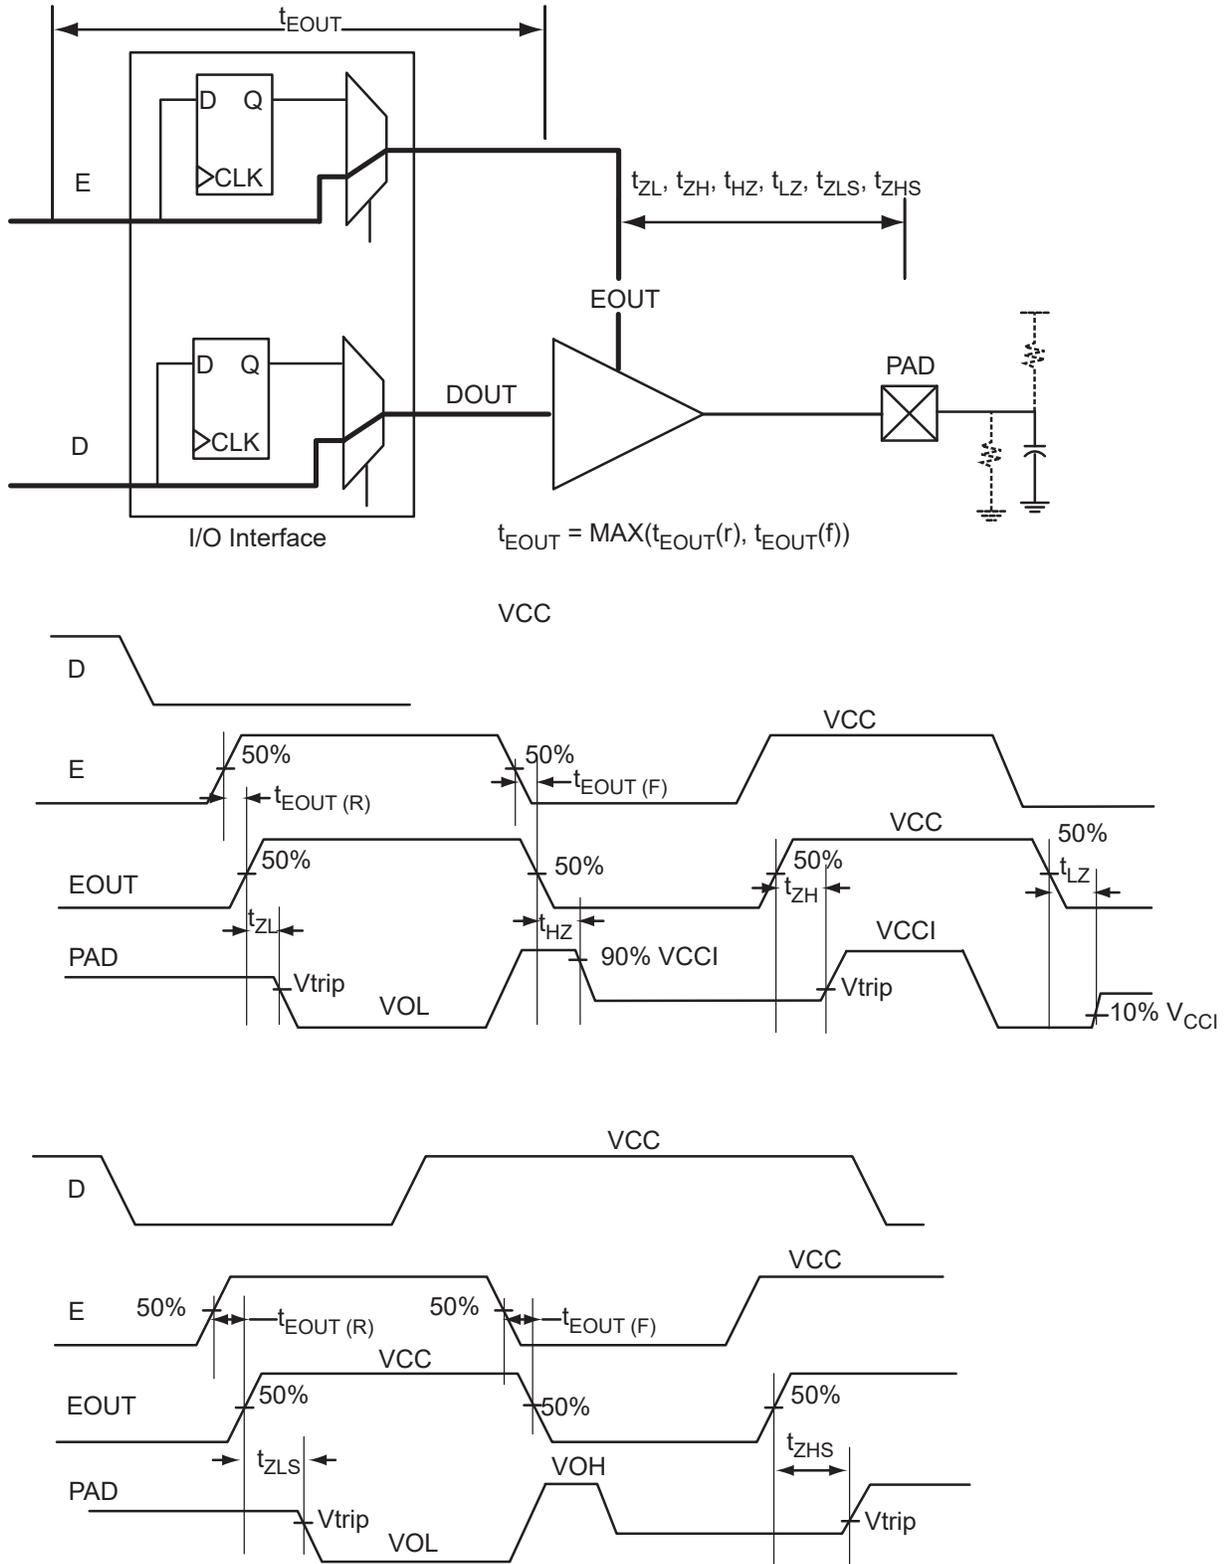 tEOUT
D Q
CLK
E
tZL, tZH, tHZ, tLZ, tZLS, tZHS
EOUT
D Q
CLK
DOUT
PAD
D
I/O Interface
tEOUT = MAX(tEOUT(r), tEOUT(f))
VCC
D
VCC
E
50%
50%
tEOUT (R)
tEOUT (F)
VCC
50%
EOUT
50%
50%
50%
tZH
tLZ
tZL
tHZ
PAD
Vtrip
VOL
90% VCCI
VCCI
Vtrip
10% VCCI
VCC
D
VCC
E
50%
tEOUT (R)
50%
tEOUT (F)
VCC
EOUT
50%
50%
50%
tZLS
tZHS
PAD
VOH
Vtrip
VOL
Vtrip